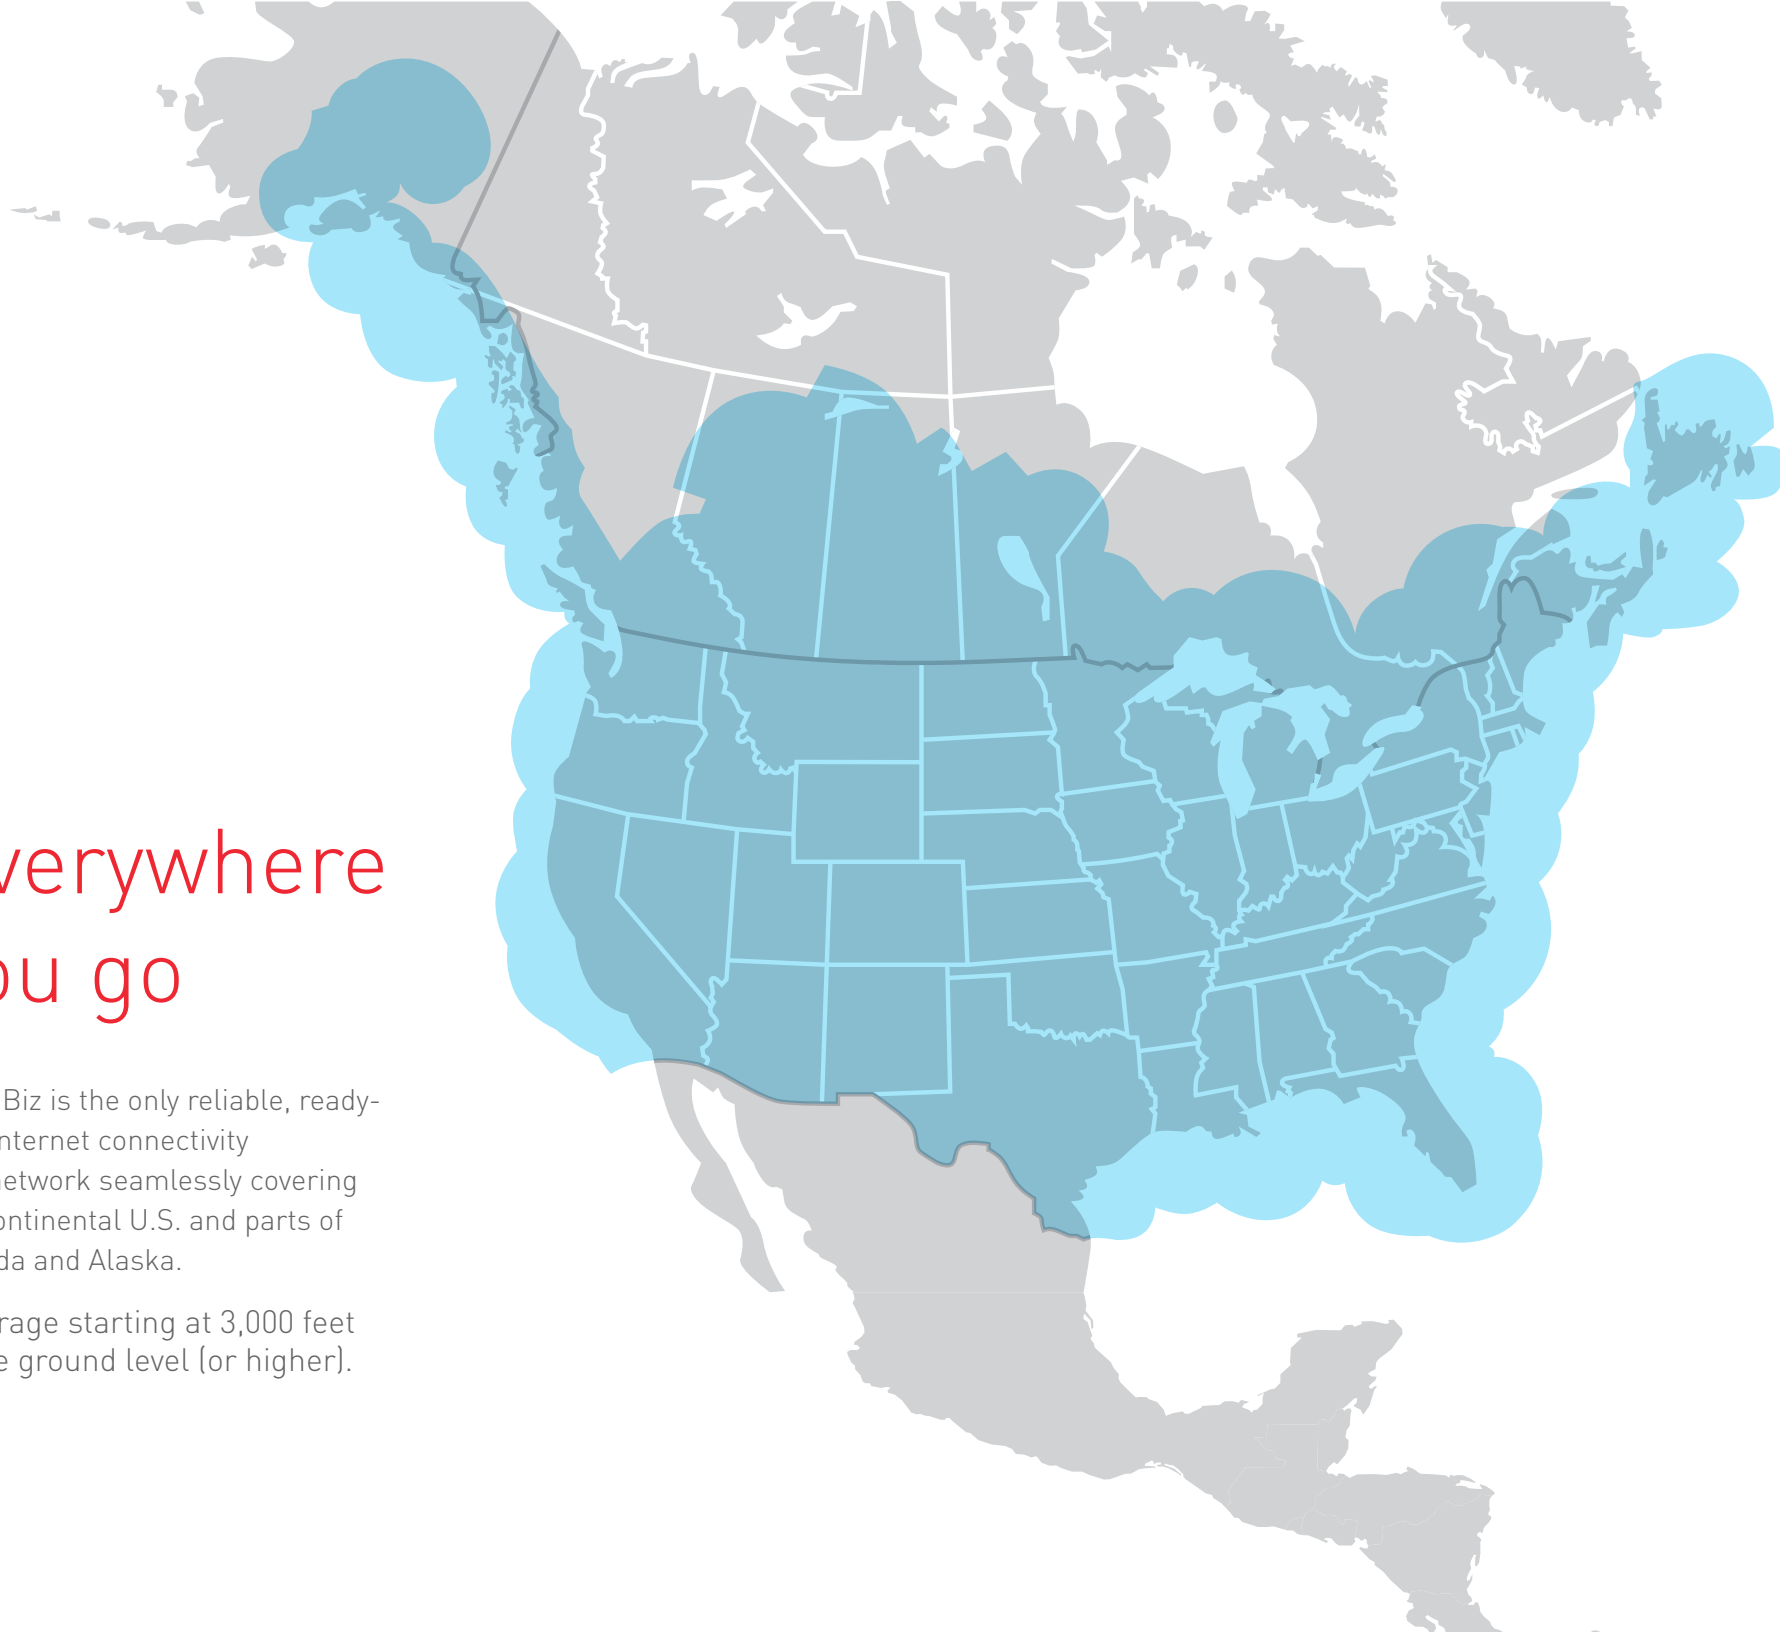 verywhere
ou go
Biz is the only reliable, ready-
nternet connectivity
network seamlessly covering
ontinental U.S. and parts of
da and Alaska.
rage starting at 3,000 feet
e ground level (or higher).